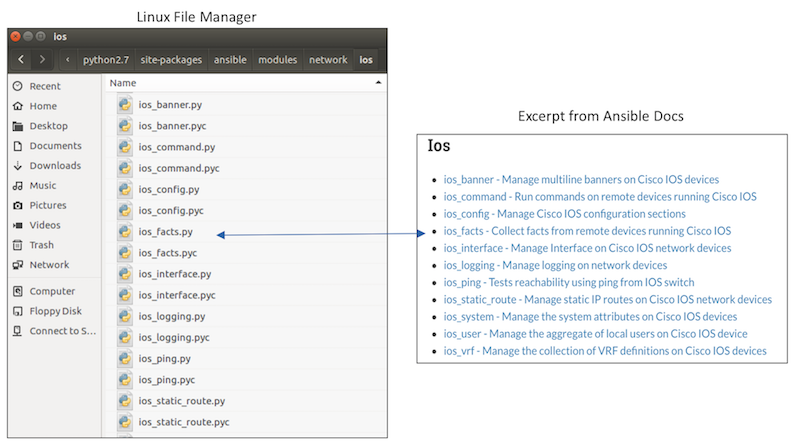 Linux File Manager
ios
python2.7 site-packages ansible modules network ios
Name
Recent
Home
Desktop
Documents
Downloads
Music
Pictures
Videos
Trash
Network
Computer
Floppy Disk
Connect to S...
ios_banner.py
ios_banner.pyc
ios_command.py
ios_command.pyc
ios_config.py
ios_config.pyc
ios_facts.py
ios_facts.pyc
ios_interface.py
ios_interface.pyc
ios_logging.py
ios_logging.pyc
ios_ping.py
ios_ping.pyc
ios_static_route.py
ios_static_route.pyc
Excerpt from Ansible Docs
Ios
ios_banner - Manage multiline banners on Cisco IOS devices
ios_command - Run commands on remote devices running Cisco IOS
ios_config - Manage Cisco IOS configuration sections
ios_facts - Collect facts from remote devices running Cisco IOS
ios_interface - Manage Interface on Cisco IOS network devices
ios_logging - Manage logging on network devices
ios_ping - Tests reachability using ping from IOS switch
ios_static_route - Manage static IP routes on Cisco IOS network devices
ios_system - Manage the system attributes on Cisco IOS devices
ios_user - Manage the aggregate of local users on Cisco IOS device
ios_vrf - Manage the collection of VRF definitions on Cisco IOS devices